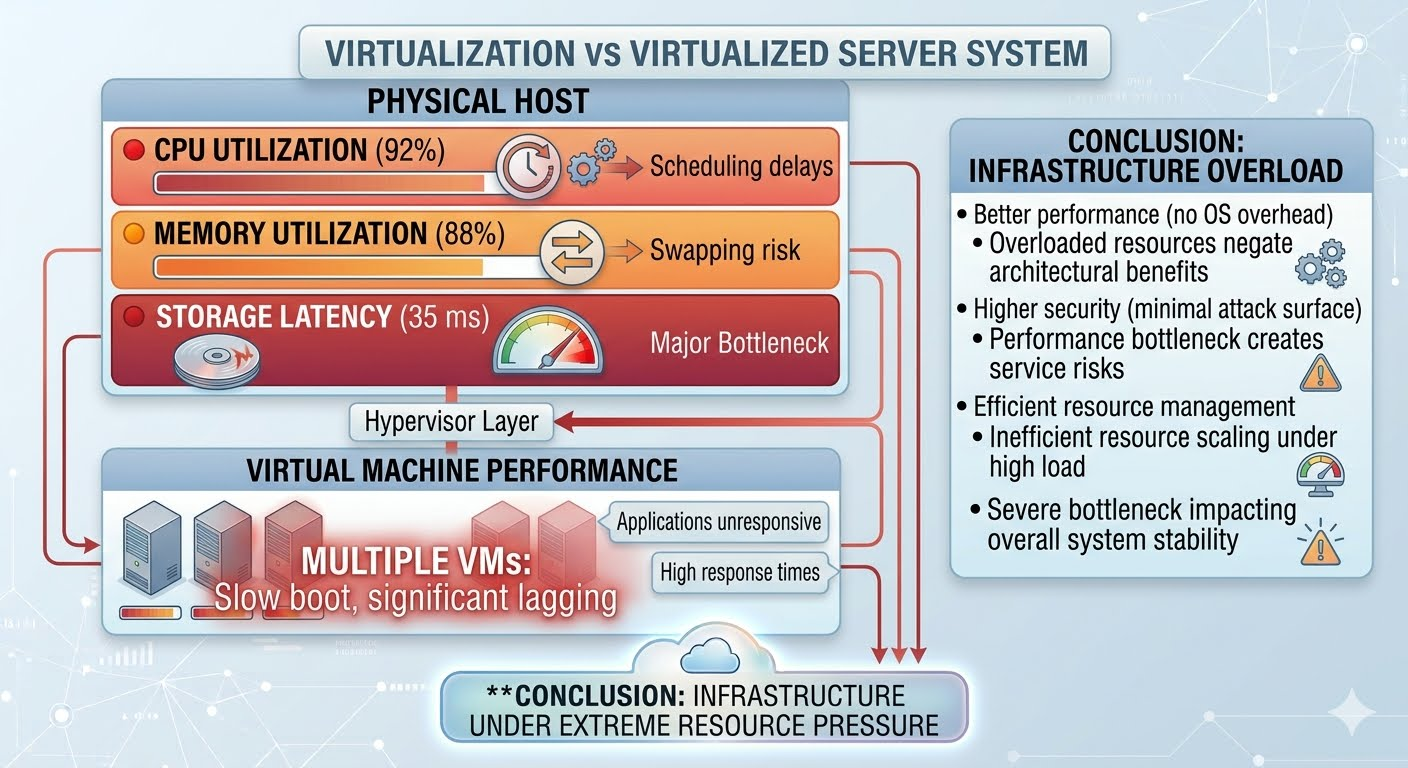 VIRTUALIZATION vs VIRTUALIZED SERVER SYSTEM
PHYSICAL HOST
CPU UTILIZATION (92%)
Scheduling delays
MEMORY UTILIZATION (88%)
Swapping risk
STORAGE LATENCY (35 ms)
Major Bottleneck
Hypervisor Layer
VIRTUAL MACHINE PERFORMANCE
Applications unresponsive
High response times
MULTIPLE VMs:
Slow boot, significant lagging
CONCLUSION:
INFRASTRUCTURE OVERLOAD
• Better performance (no OS overhead)
• Overloaded resources negate
architectural benefits
• Higher security (minimal attack surface)
• Performance bottleneck creates
service risks
• Efficient resource management
• Inefficient resource scaling under
high load
• Severe bottleneck impacting
overall system stability
**CONCLUSION: INFRASTRUCTURE
UNDER EXTREME RESOURCE PRESSURE